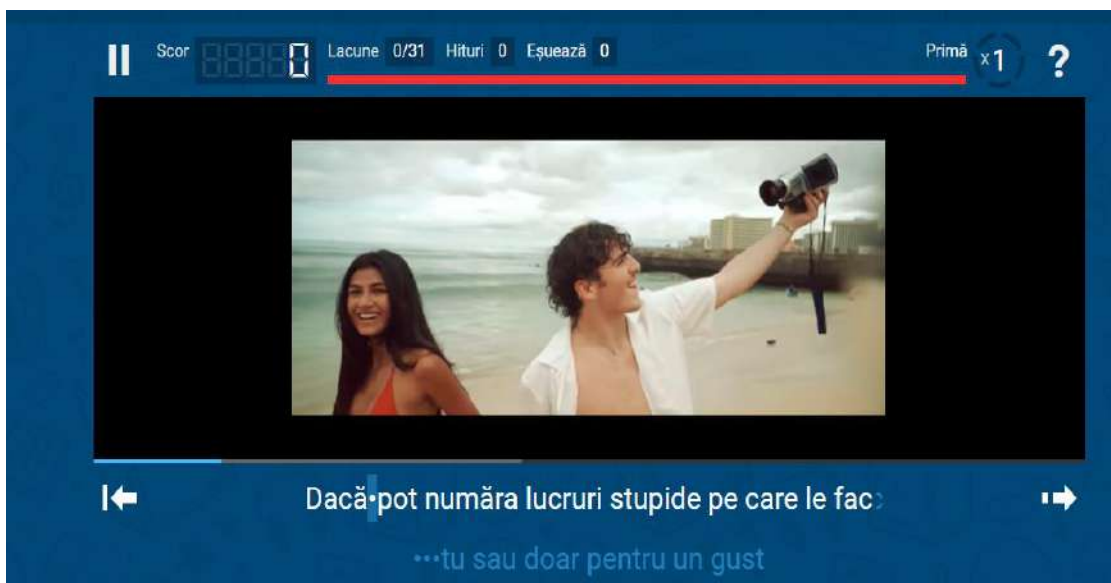 Scor 0 Lacune 0/31 Hituri 0 Eșuează 0 Primă x1 ?
Dacă•pot număra lucruri stupide pe care le fac
•••tu sau doar pentru un gust